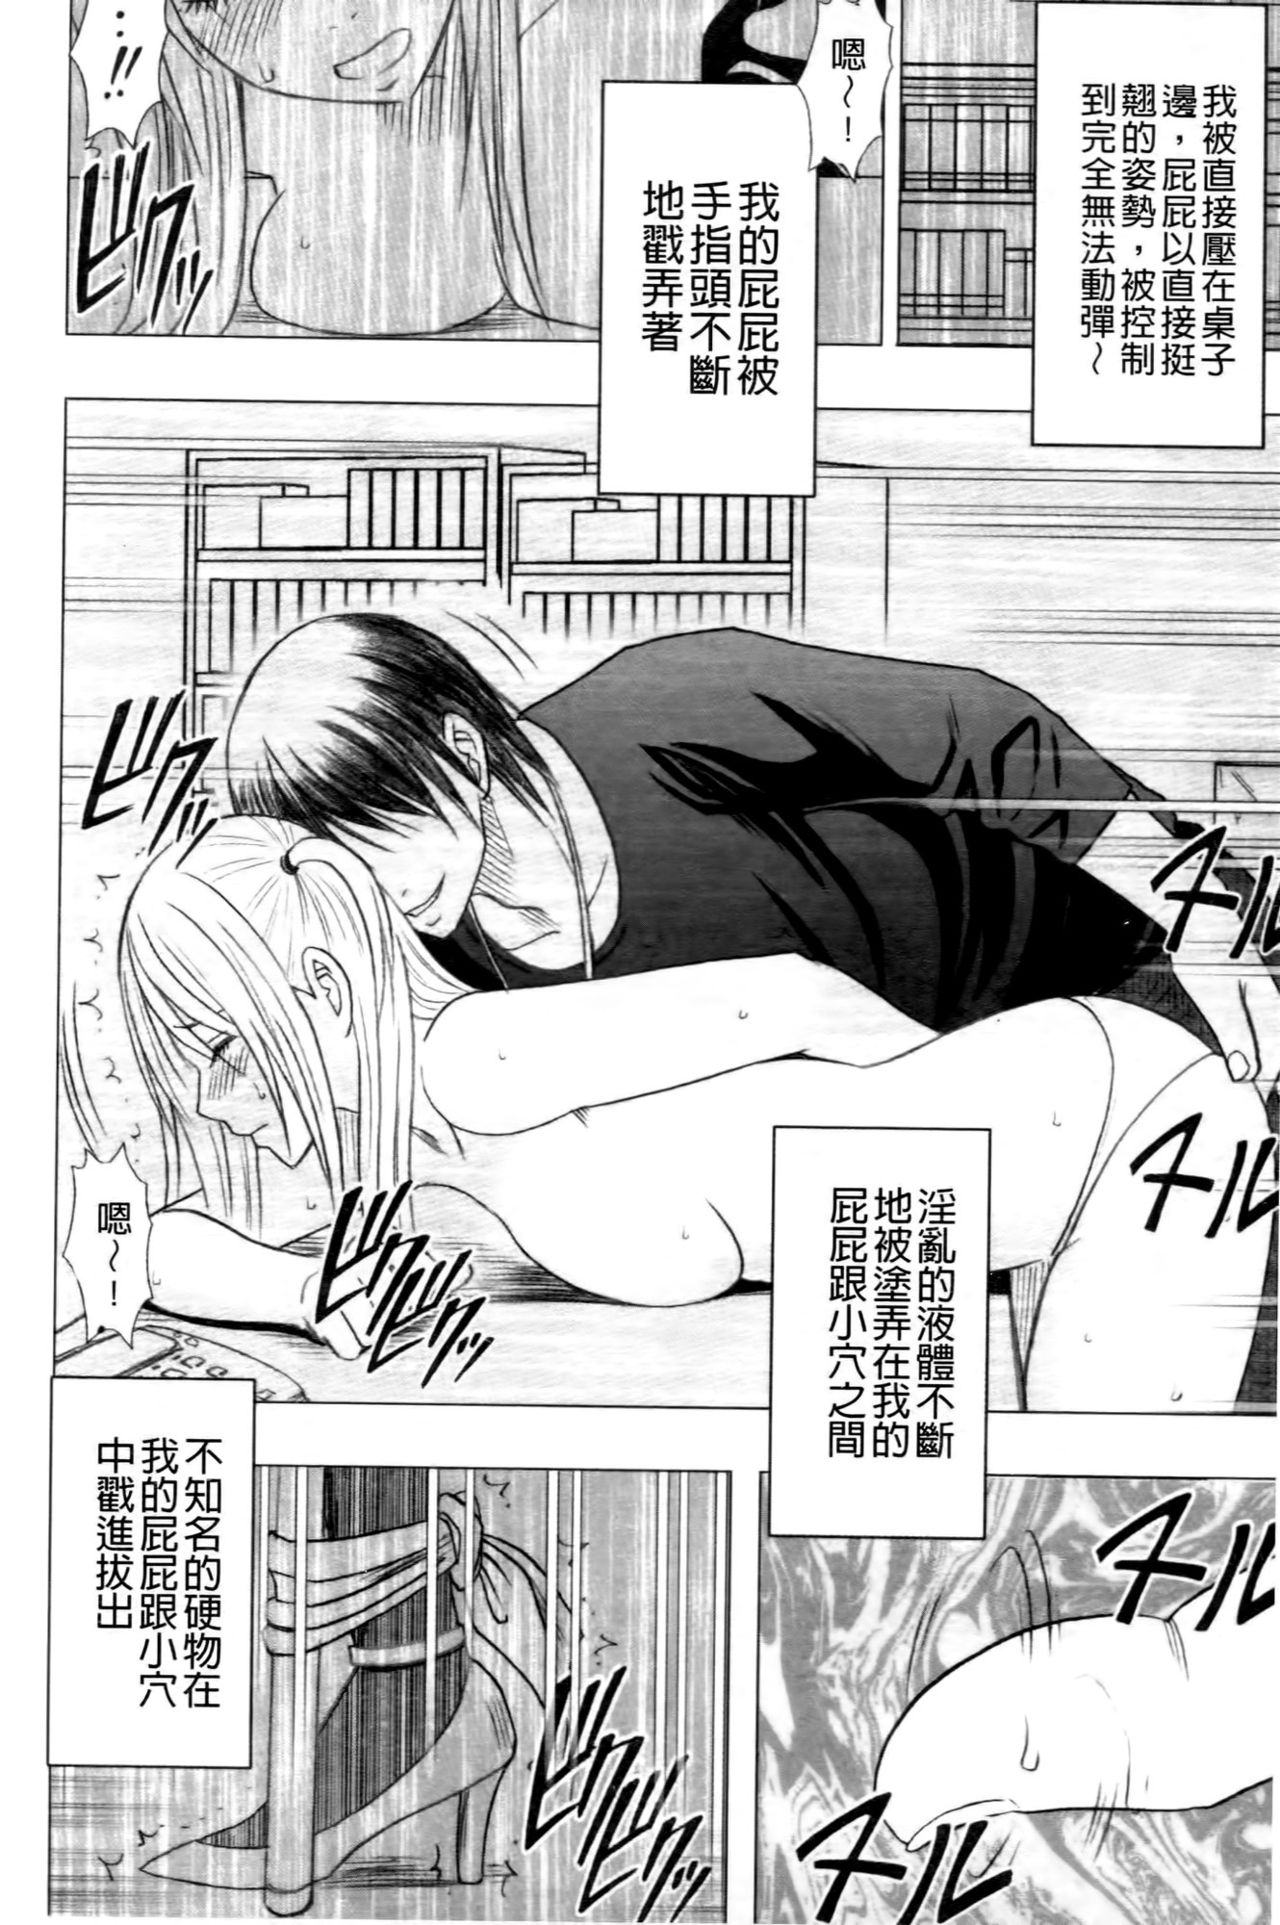 我被直接壓在桌子
邊，屁屁以直接挺
翹的姿勢，被控制
到完全無法動彈～
嗯～！
我的屁屁被
手指頭不斷
地戳弄著
…!!
ビクッ
ビクッ
ヌル
ヌル
淫亂的液體不斷
地被塗弄在我的
屁屁跟小穴之間
ビクビクッ
嗯～！
ヌル
ヌル
ビクビクッ
不知名的硬物在
我的屁屁跟小穴
中戳進拔出